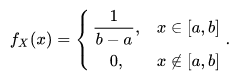 f_X(x) = { 1/(b − a), x ∈ [a, b]
0, x ∉ [a, b] .